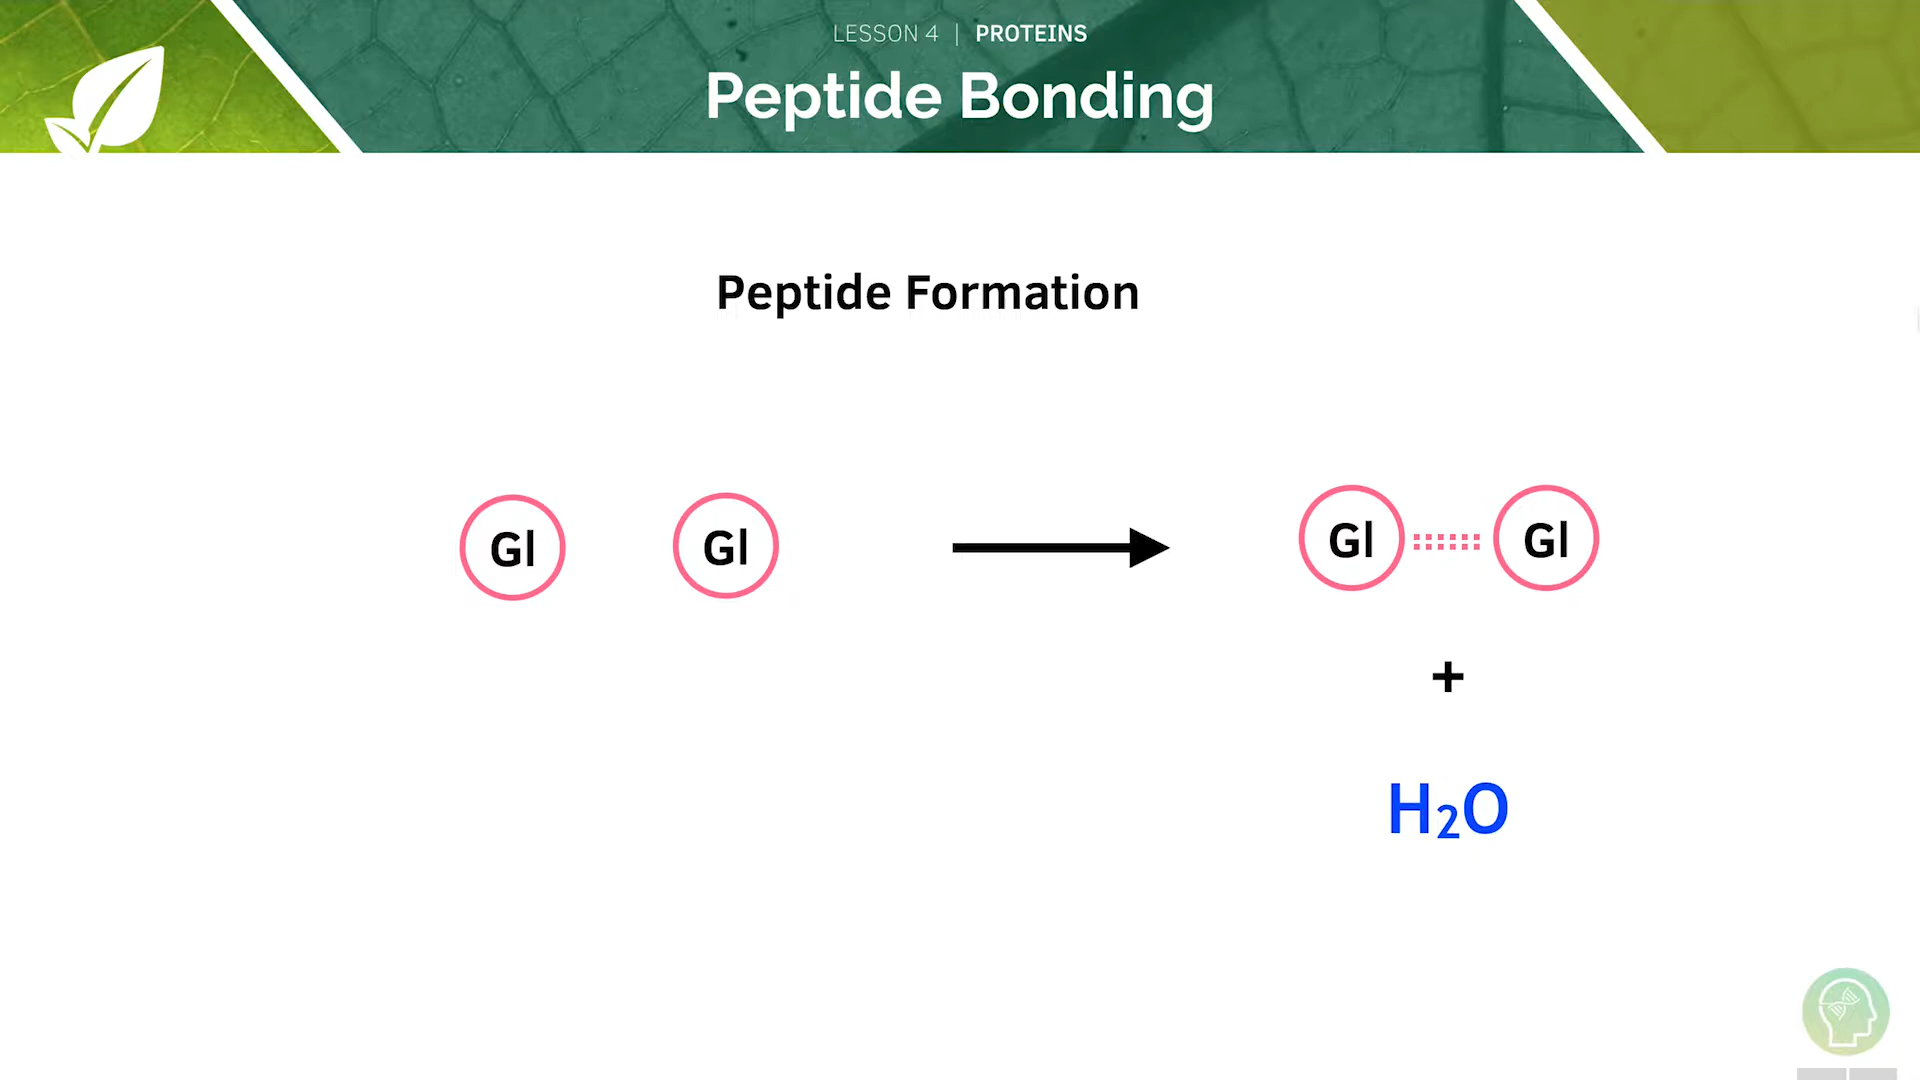 LESSON 4 | PROTEINS
Peptide Bonding
Peptide Formation
Gl Gl Gl Gl
+
H₂O